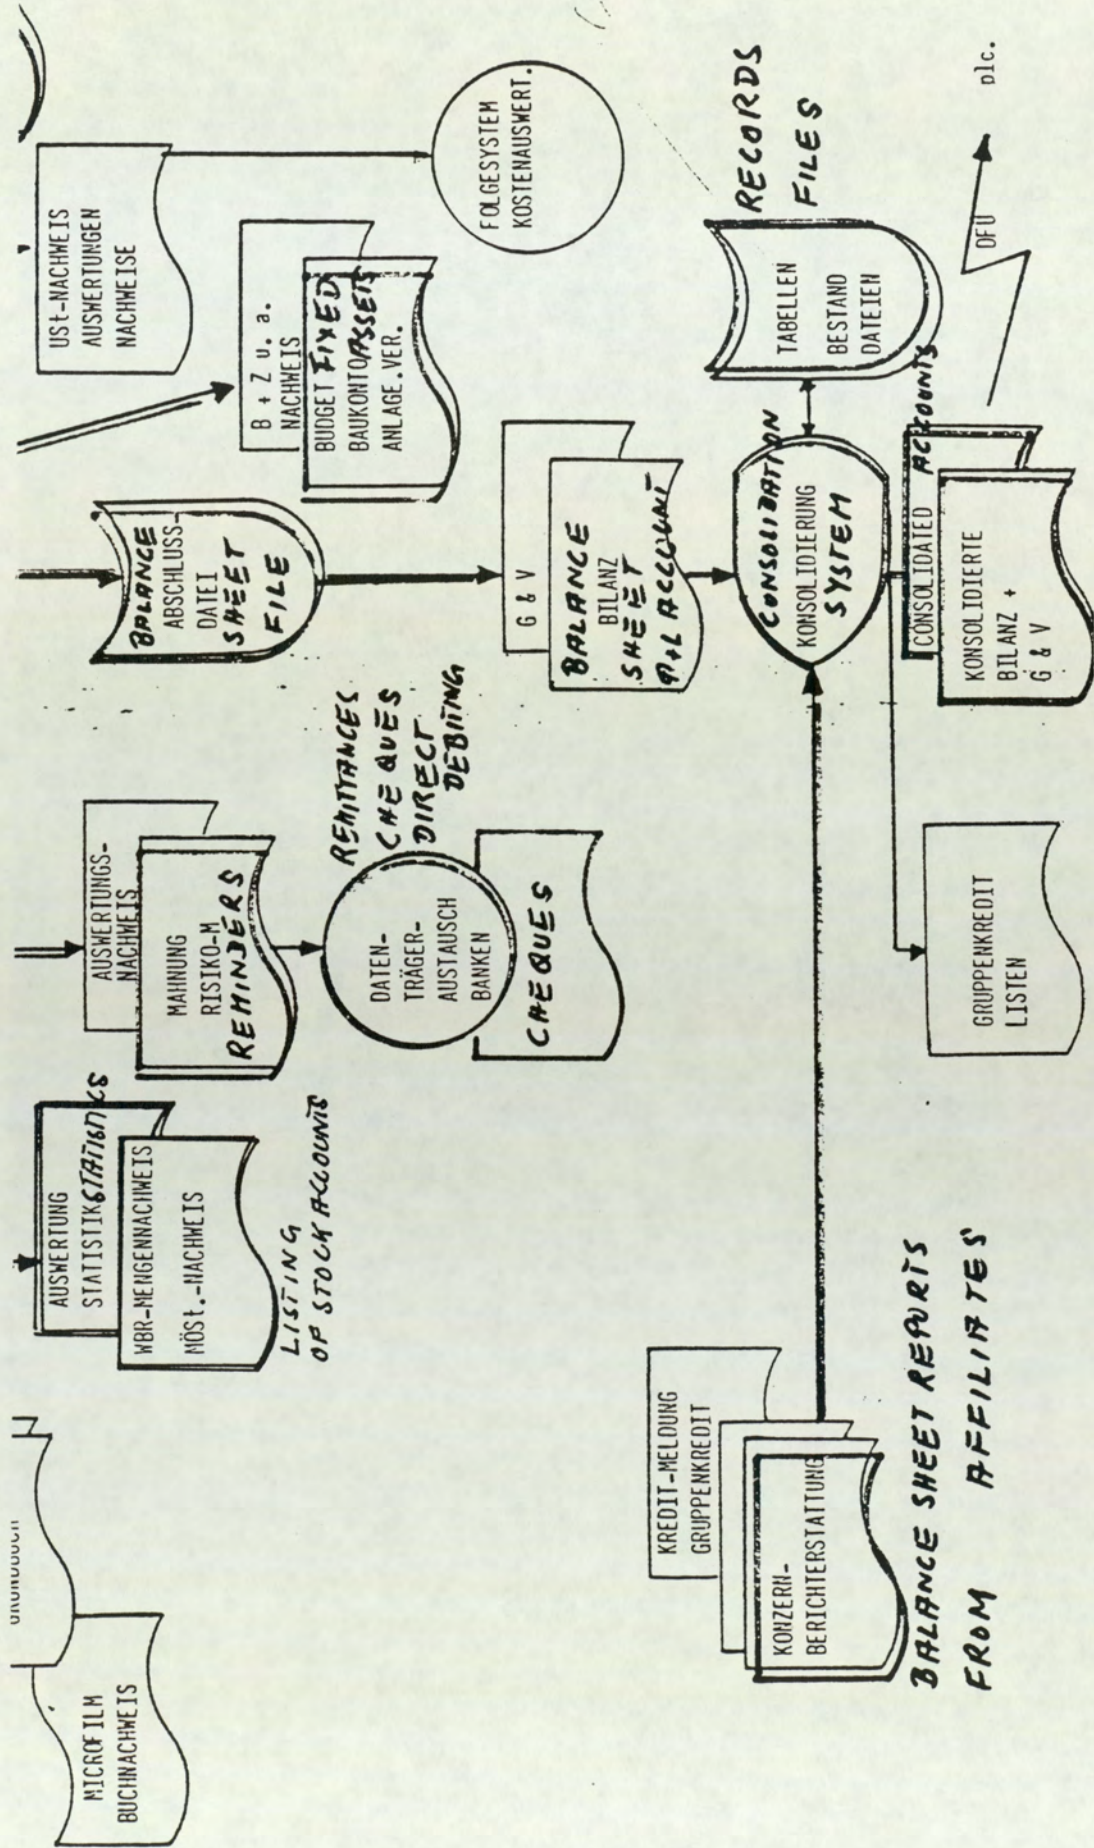 MICROFILM
BUCHNACHWEIS
AUSWERTUNG
STATISTIK STATISTICS
WBR-MENGENNACHWEIS
MÖSt.-NACHWEIS
LISTING
OF STOCK ACCOUNTS
AUSWERTUNGS-
NACHWEIS
MAHNUNG
RISIKO-M
REMINDERS
REMITTANCES
CHEQUES
DIRECT
DEBITING
DATEN-
TRÄGER-
AUSTAUSCH
BANKEN
CHEQUES
BALANCE
ABSCHLUSS-
DATEI
SHEET
FILE
B + Z u. a.
NACHWEIS
BUDGET FIXED
BAUKONTO ASSETS
ANLAGE.VER.
USt-NACHWEIS
AUSWERTUNGEN
NACHWEISE
FOLGESYSTEM
KOSTENAUSWERT.
G & V
BALANCE
BILANZ
SHEET
P+L ACCOUNT
KREDIT-MELDUNG
GRUPPENKREDIT
KONZERN-
BERICHTERSTATTUNG
BALANCE SHEET REPORTS
FROM AFFILIATES
CONSOLIDATION
KONSOLIDIERUNG
SYSTEM
TABELLEN
BESTAND
DATEIEN
RECORDS
FILES
GRUPPENKREDIT
LISTEN
CONSOLIDATED ACCOUNTS
KONSOLIDIERTE
BILANZ +
G & V
DFU
plc.